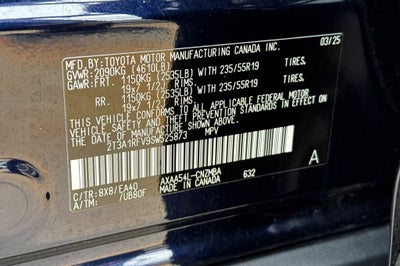 MFD.BY:TOYOTA MOTOR MANUFACTURING CANADA INC. 03/25
GVWR:2090KG (4610LB)
GAWR:FRT. 1150KG (2535LB) WITH 235/55R19 TIRES.
19x7 1/2J RIMS.
RR. 1150KG (2535LB) WITH 235/55R19 TIRES.
19x7 1/2J RIMS.
THIS VEHICLE CONFORMS TO ALL APPLICABLE FEDERAL MOTOR
VEHICLE SAFETY AND THEFT PREVENTION STANDARDS IN EFFECT ON
THE DATE OF MANUFACTURE SHOWN ABOVE.
2T3A1RFV9SW525873 MPV
AXAA54L-CNZMBA 632
MADE IN CANADA
C/TR:8X8/EA40
A/TM: /UB80F
A